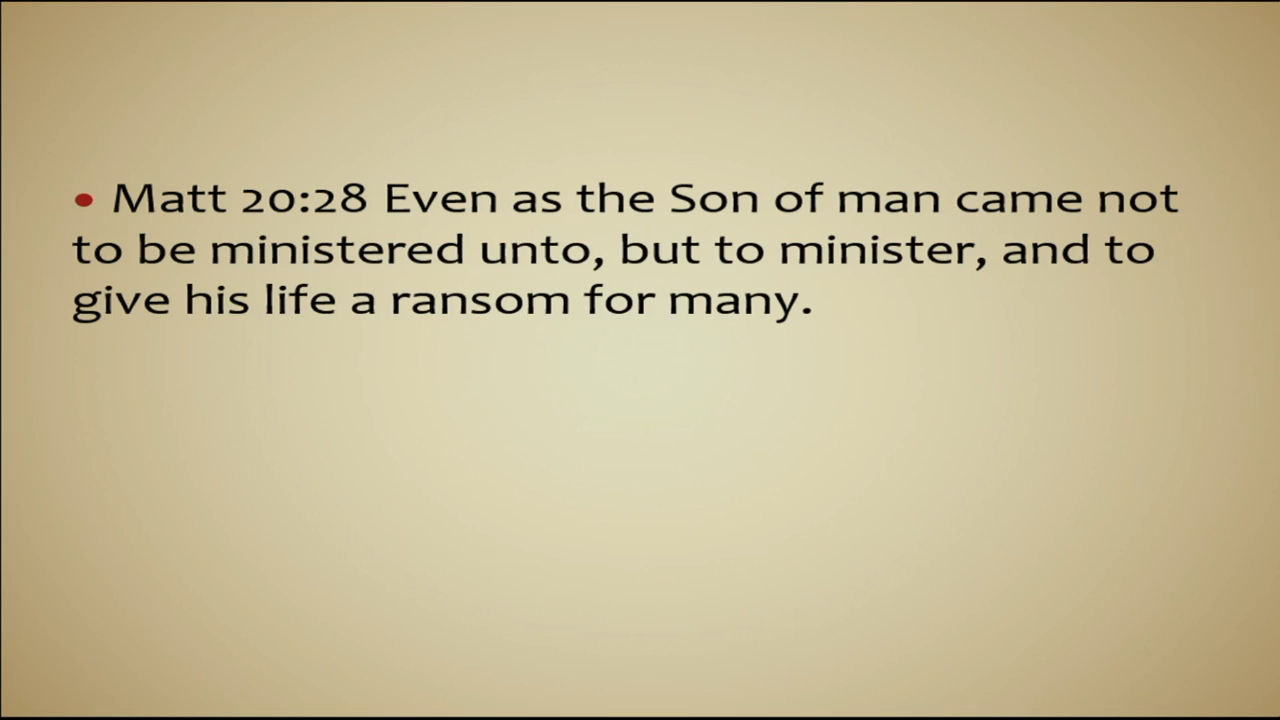 • Matt 20:28 Even as the Son of man came not
to be ministered unto, but to minister, and to
give his life a ransom for many.